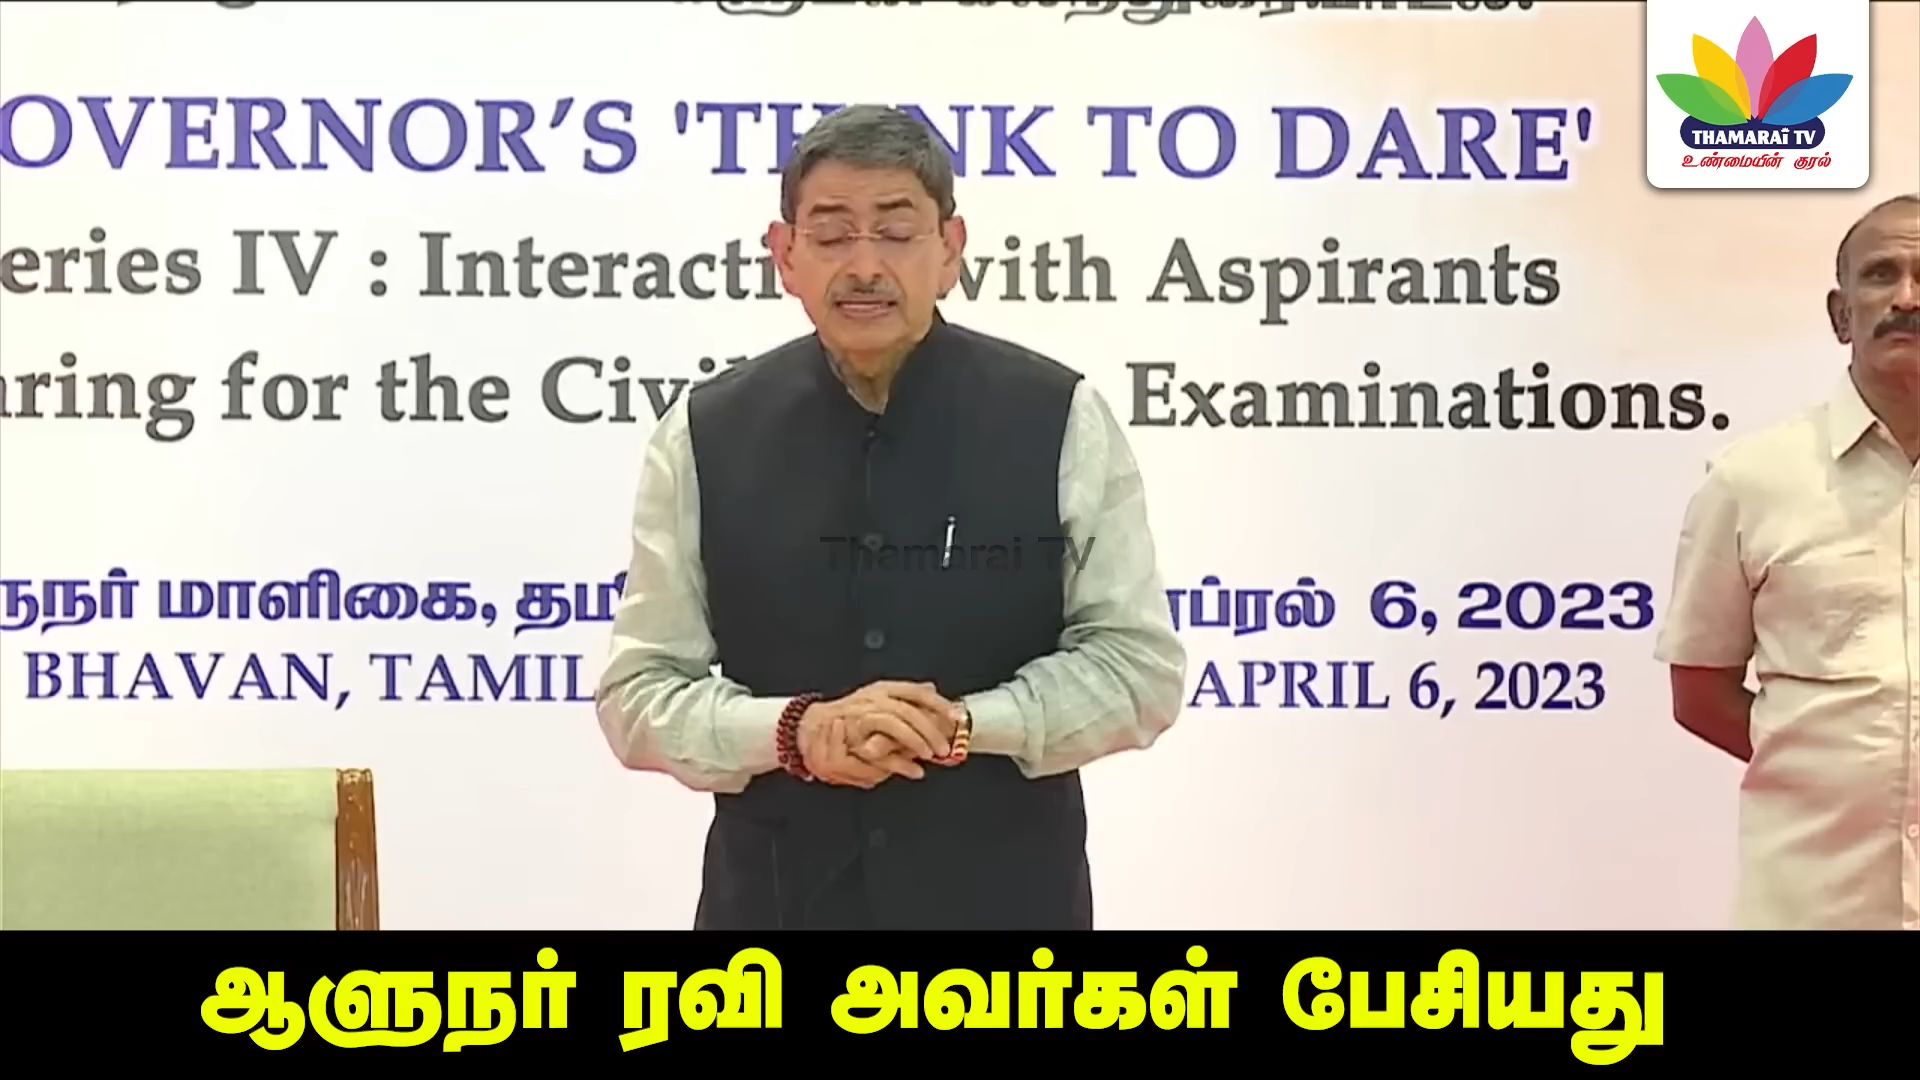 OVERNOR'S 'TH NK TO DARE'
eries IV : Interacti with Aspirants
aring for the Civi Examinations.
ுநர் மாளிகை, தமி ப்ரல் 6, 2023
BHAVAN, TAMIL APRIL 6, 2023
THAMARAi TV
உண்மையின் குரல்
Thamarai TV
ஆளுநர் ரவி அவர்கள் பேசியது